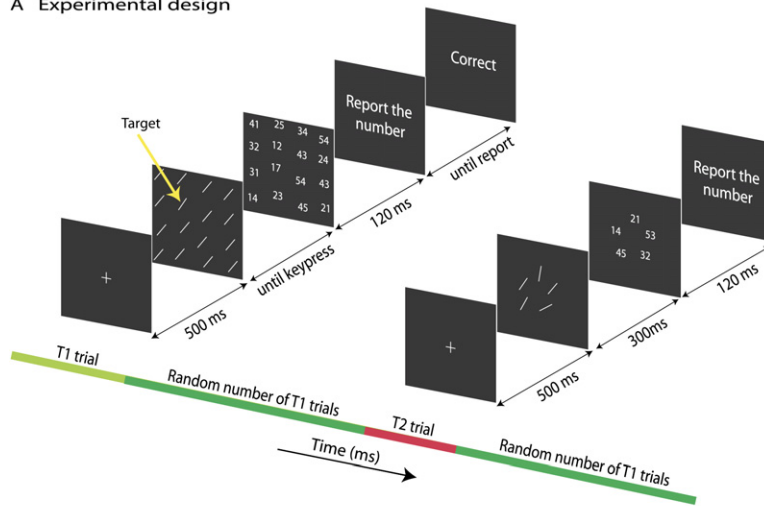 A Experimental design
Target
41 25 34 54
32 12 43 24
31 17 54 43
14 23 45 21
Report the
number
Correct
500 ms
until keypress
120 ms
until report
21
14 53
45 32
Report the
number
500 ms
300ms
120 ms
T1 trial
Random number of T1 trials
T2 trial
Random number of T1 trials
Time (ms)